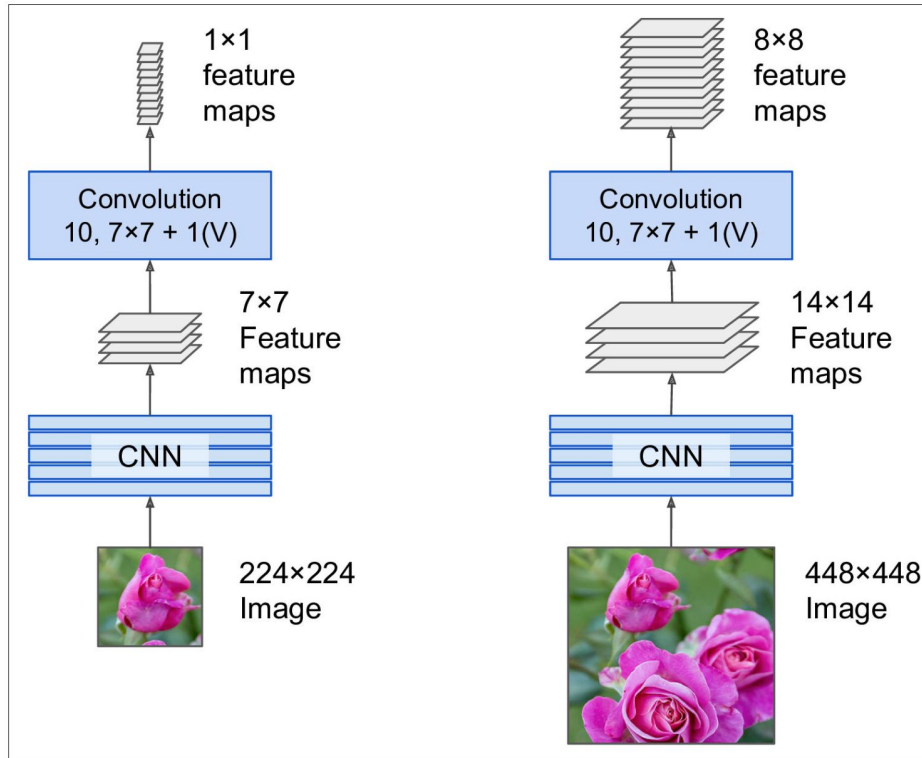 1×1
feature
maps
Convolution
10, 7×7 + 1(V)
7×7
Feature
maps
CNN
224×224
Image
8×8
feature
maps
Convolution
10, 7×7 + 1(V)
14×14
Feature
maps
CNN
448×448
Image